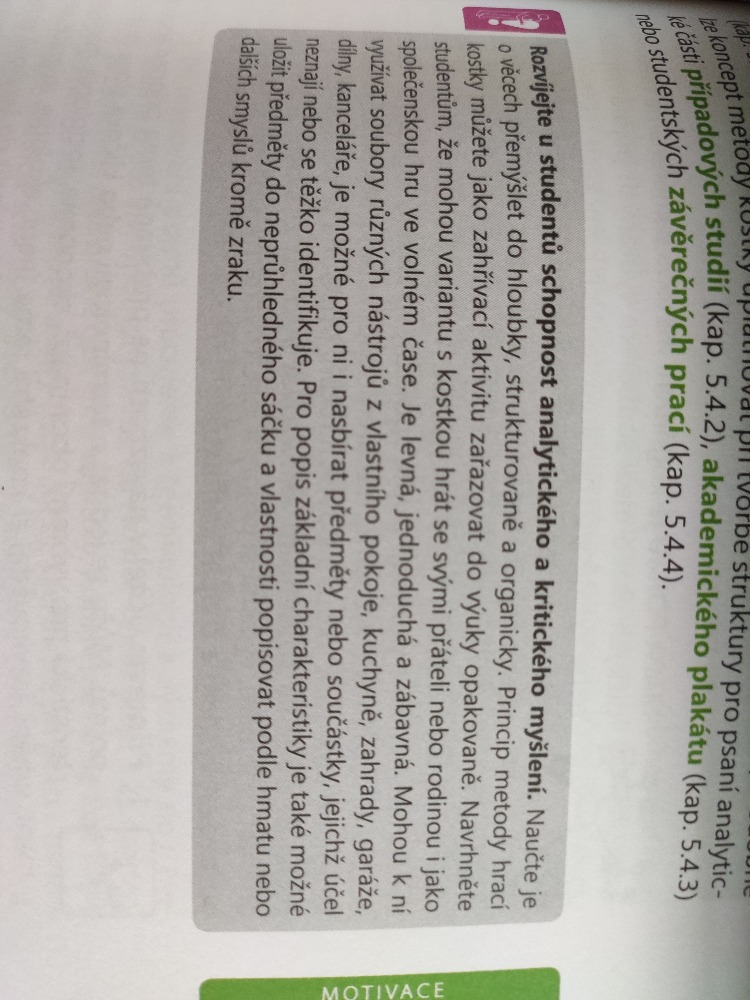 (kap.
ze koncept metody kostky uplatňovat při tvorbě struktury pro psaní analytic-
ké části případových studií (kap. 5.4.2), akademického plakátu (kap. 5.4.3)
nebo studentských závěrečných prací (kap. 5.4.4).
Rozvíjejte u studentů schopnost analytického a kritického myšlení. Naučte je
o věcech přemýšlet do hloubky, strukturovaně a organicky. Princip metody hrací
kostky můžete jako zahřívací aktivitu zařazovat do výuky opakovaně. Navrhněte
studentům, že mohou variantu s kostkou hrát se svými přáteli nebo rodinou i jako
společenskou hru ve volném čase. Je levná, jednoduchá a zábavná. Mohou k ní
využívat soubory různých nástrojů z vlastního pokoje, kuchyně, zahrady, garáže,
dílny, kanceláře, je možné pro ni i nasbírat předměty nebo součástky, jejichž účel
neznají nebo se těžko identifikuje. Pro popis základní charakteristiky je také možné
uložit předměty do neprůhledného sáčku a vlastnosti popisovat podle hmatu nebo
dalších smyslů kromě zraku.
MOTIVACE